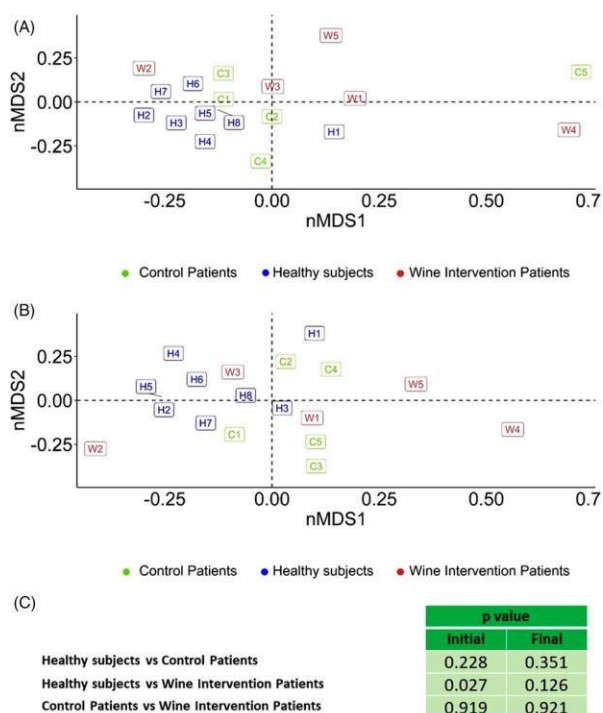 (A)
W5
0.25
W2
C3
C5
H7
H6
W3
0.00
C1
W1
H2
H3
H5
H8
C2
H1
W4
H4
-0.25
C4
nMDS2
-0.25
0.00
0.25
0.50
0.7
nMDS1
Control Patients
Healthy subjects
Wine Intervention Patients
(B)
H1
0.25
H4
C2
C4
W3
H5
H6
W5
0.00
H2
H8
H3
W1
H7
C1
C5
W4
-0.25
W2
C3
nMDS2
-0.25
0.00
0.25
0.50
0.7
nMDS1
Control Patients
Healthy subjects
Wine Intervention Patients
(C)
p value
Initial Final
Healthy subjects vs Control Patients 0.228 0.351
Healthy subjects vs Wine Intervention Patients 0.027 0.126
Control Patients vs Wine Intervention Patients 0.919 0.921